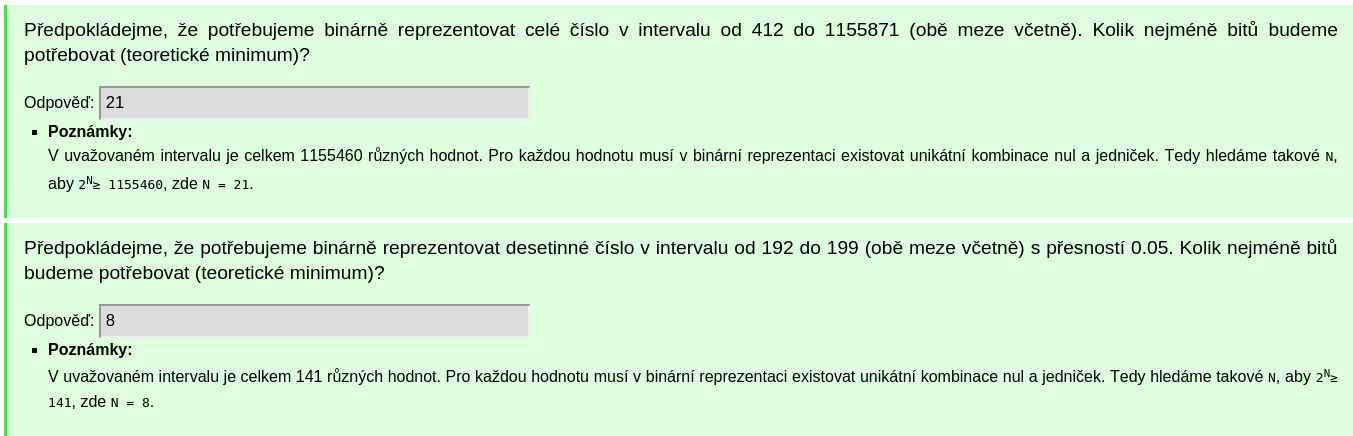 Předpokládejme, že potřebujeme binárně reprezentovat celé číslo v intervalu od 412 do 1155871 (obě meze včetně). Kolik nejméně bitů budeme
potřebovat (teoretické minimum)?
Odpověď: 21
Poznámky:
V uvažovaném intervalu je celkem 1155460 různých hodnot. Pro každou hodnotu musí v binární reprezentaci existovat unikátní kombinace nul a jedniček. Tedy hledáme takové N,
aby 2^N≥ 1155460, zde N = 21.
Předpokládejme, že potřebujeme binárně reprezentovat desetinné číslo v intervalu od 192 do 199 (obě meze včetně) s přesností 0.05. Kolik nejméně bitů
budeme potřebovat (teoretické minimum)?
Odpověď: 8
Poznámky:
V uvažovaném intervalu je celkem 141 různých hodnot. Pro každou hodnotu musí v binární reprezentaci existovat unikátní kombinace nul a jedniček. Tedy hledáme takové N, aby 2^N≥
141, zde N = 8.